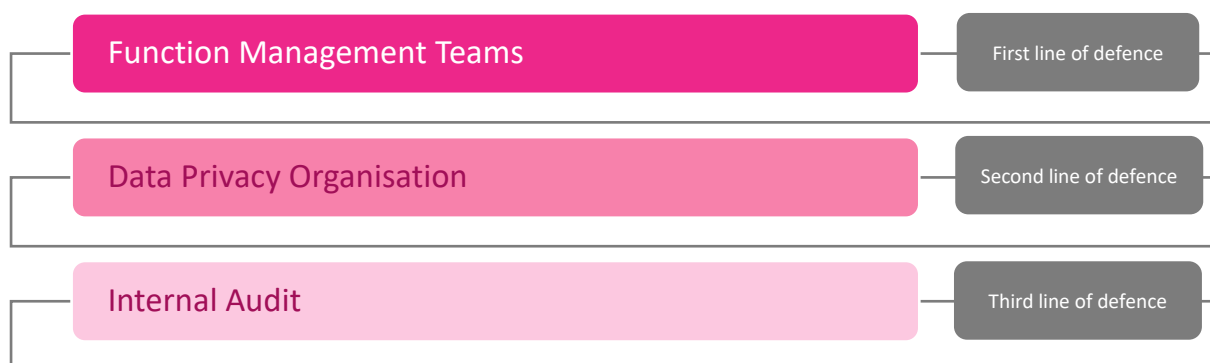 Function Management Teams
First line of defence
Data Privacy Organisation
Second line of defence
Internal Audit
Third line of defence